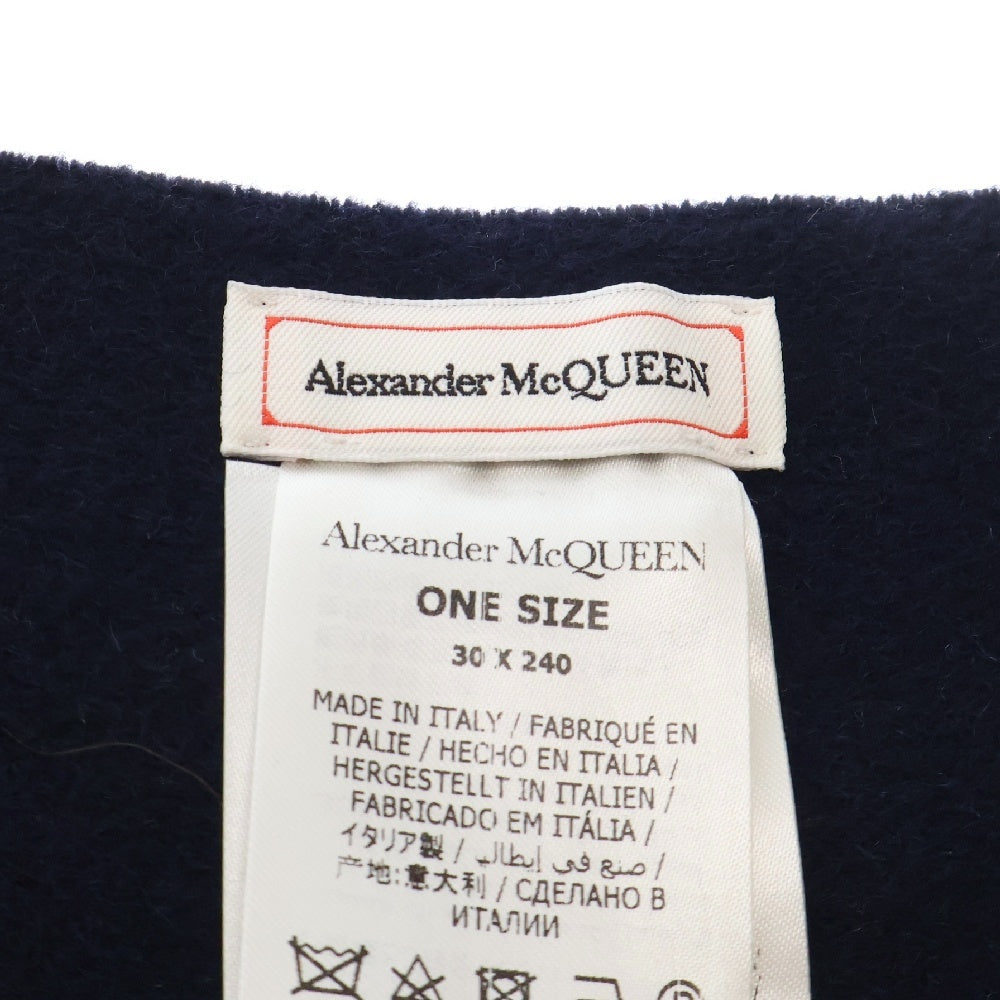 Alexander McQUEEN
Alexander McQUEEN
ONE SIZE
30 X 240
MADE IN ITALY / FABRIQUÉ EN
ITALIE / HECHO EN ITALIA /
HERGESTELLT IN ITALIEN /
FABRICADO EM ITÁLIA /
イタリア製 / صنع في إيطاليا /
产地:意大利 / СДЕЛАНО В
ИТАЛИИ